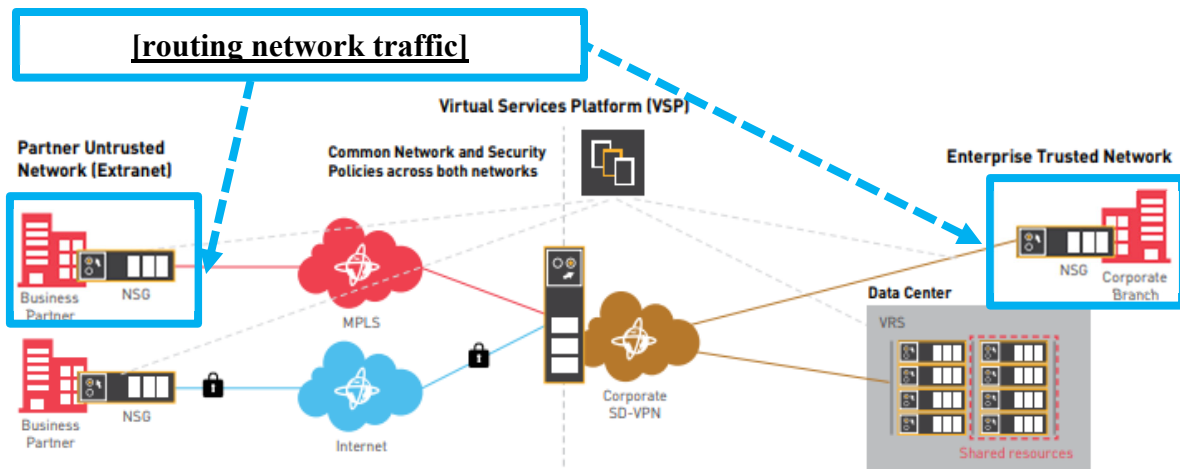 [routing network traffic]
Virtual Services Platform (VSP)
Partner Untrusted
Network (Extranet)
Common Network and Security
Policies across both networks
Enterprise Trusted Network
NSG
Business
Partner
MPLS
NSG
Corporate
Branch
Data Center
VRS
NSG
Business
Partner
Internet
Corporate
SD-VPN
Shared resources